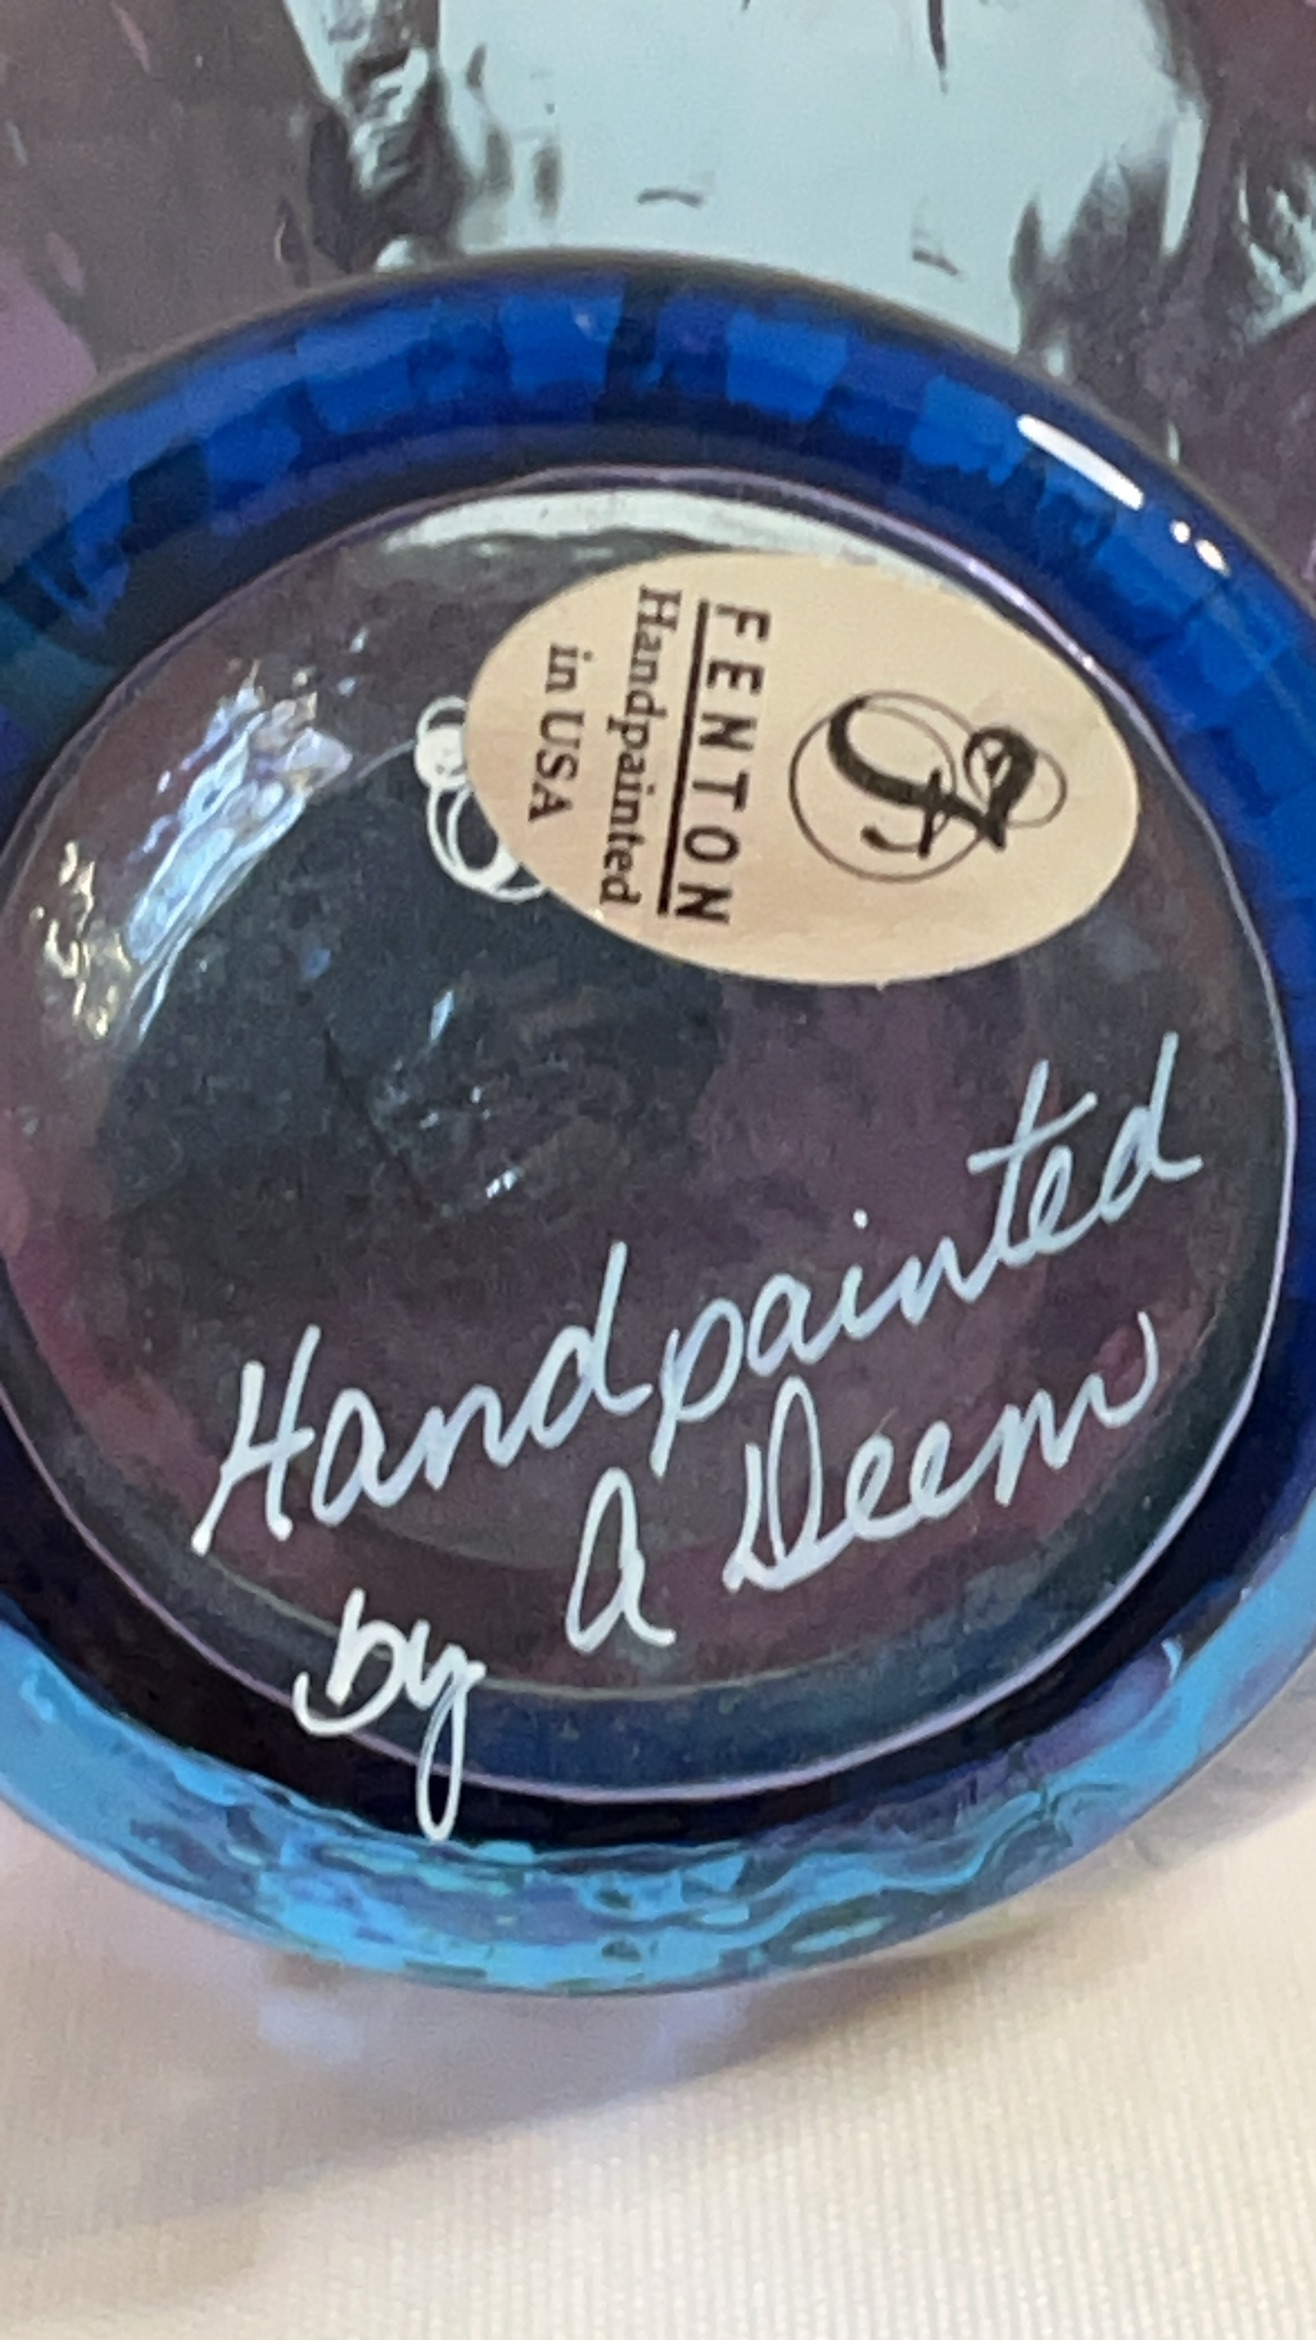 F
FENTON
Handpainted
in USA
Handpainted
by A Deem